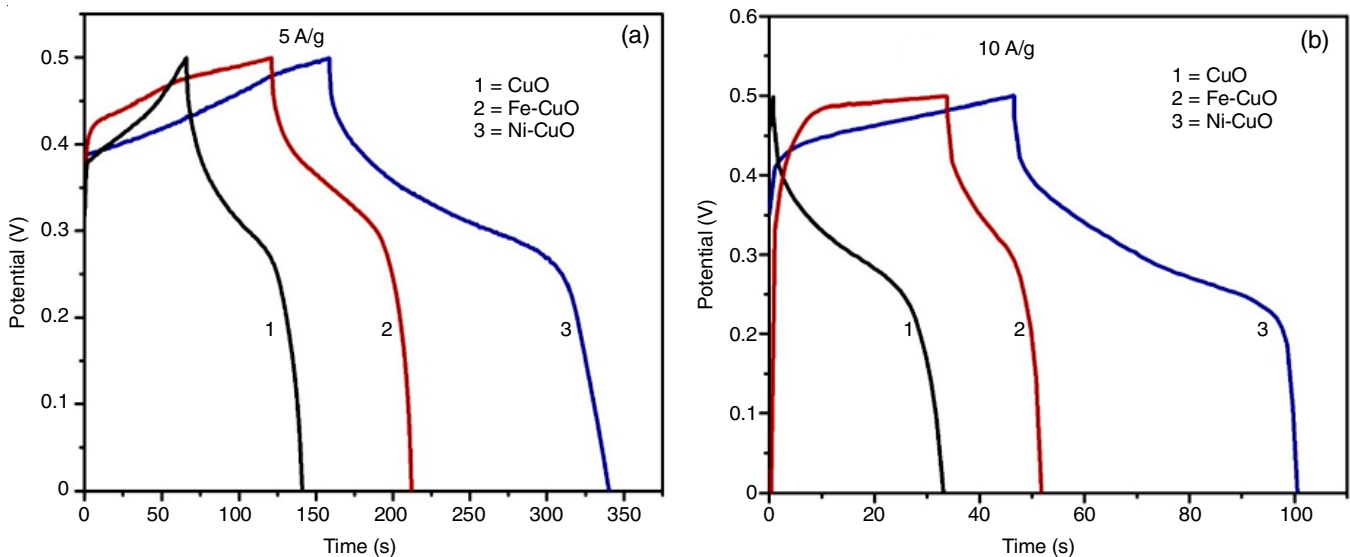 5 A/g
(a)
1 = CuO
2 = Fe-CuO
3 = Ni-CuO
0.5
0.4
0.3
0.2
0.1
0
Potential (V)
1
2
3
0 50 100 150 200 250 300 350
Time (s)
10 A/g
(b)
1 = CuO
2 = Fe-CuO
3 = Ni-CuO
0.6
0.5
0.4
0.3
0.2
0.1
0
Potential (V)
1
2
3
0 20 40 60 80 100
Time (s)